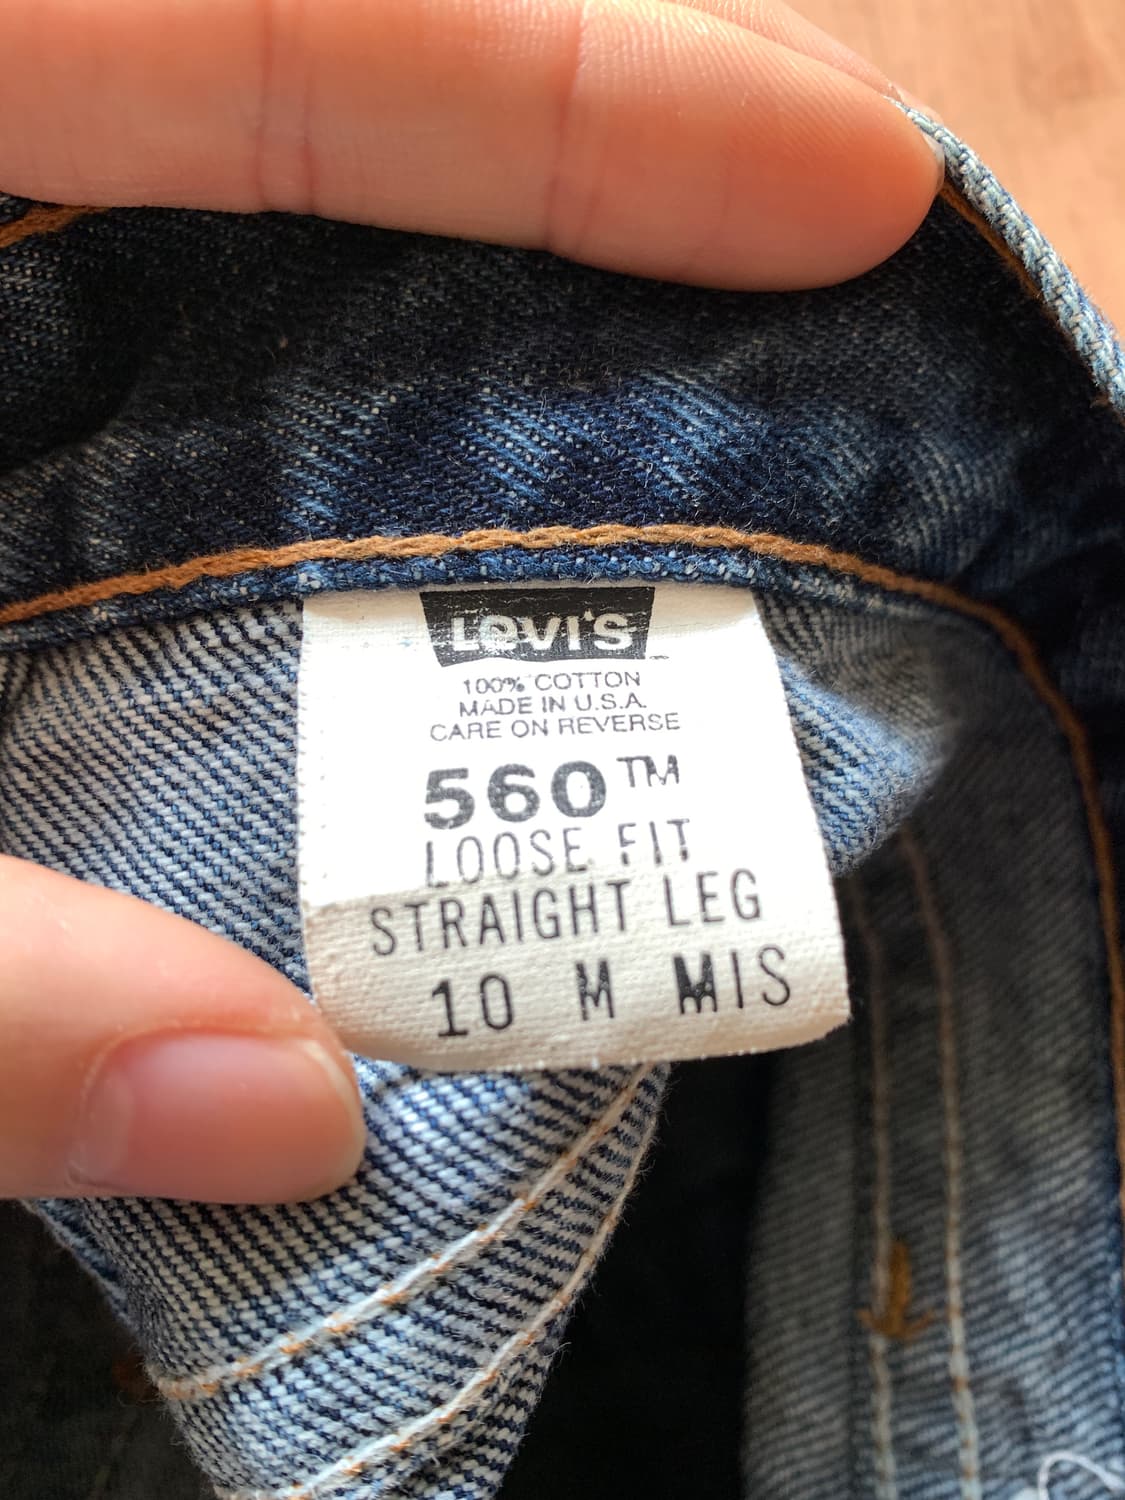 Levi's
100% COTTON
MADE IN U.S.A.
CARE ON REVERSE
560™
LOOSE FIT
STRAIGHT LEG
10 M MIS